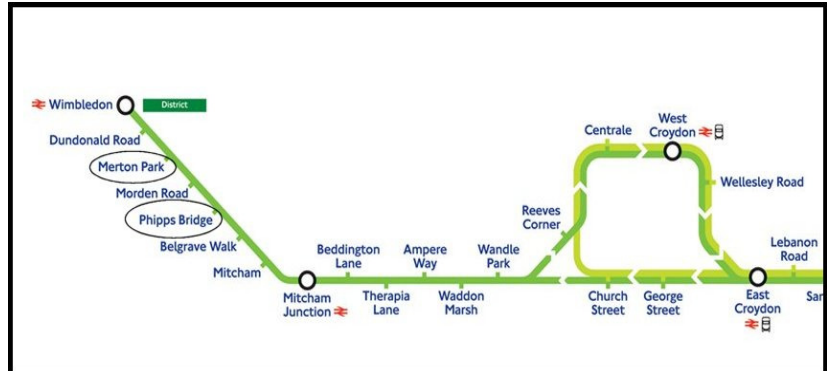 Wimbledon
District
Dundonald Road
Merton Park
Morden Road
Phipps Bridge
Belgrave Walk
Mitcham
Mitcham
Junction
Beddington
Lane
Therapia
Lane
Ampere
Way
Waddon
Marsh
Wandle
Park
Reeves
Corner
Centrale
West
Croydon
Wellesley Road
Church
Street
George
Street
East
Croydon
Lebanon
Road
San